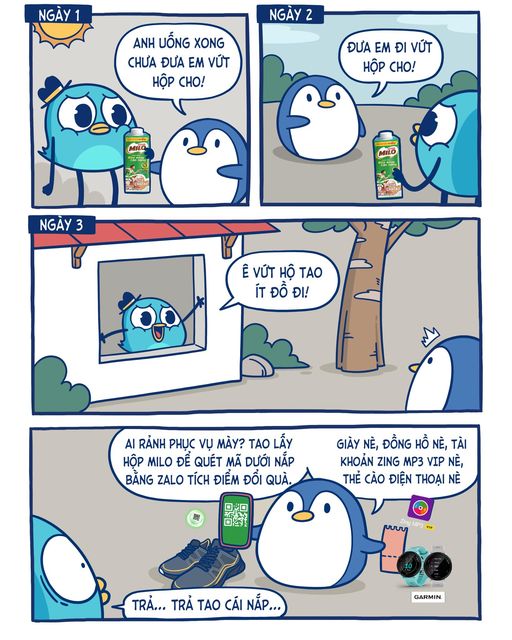 NGÀY 1
ANH UỐNG XONG
CHƯA ĐƯA EM VỨT
HỘP CHO!
MILO
NGÀY 2
ĐƯA EM ĐI VỨT
HỘP CHO!
MILO
NGÀY 3
Ê VỨT HỘ TAO
ÍT ĐỒ ĐI!
AI RẢNH PHỤC VỤ MÀY? TAO LẤY
HỘP MILO ĐỂ QUÉT MÃ DƯỚI NẮP
BẰNG ZALO TÍCH ĐIỂM ĐỔI QUÀ.
GIÀY NÈ, ĐỒNG HỒ NÈ, TÀI
KHOẢN ZING MP3 VIP NÈ,
THẺ CÀO ĐIỆN THOẠI NÈ
Zing MP3 VIP
GARMIN.
TRẢ... TRẢ TAO CÁI NẮP...